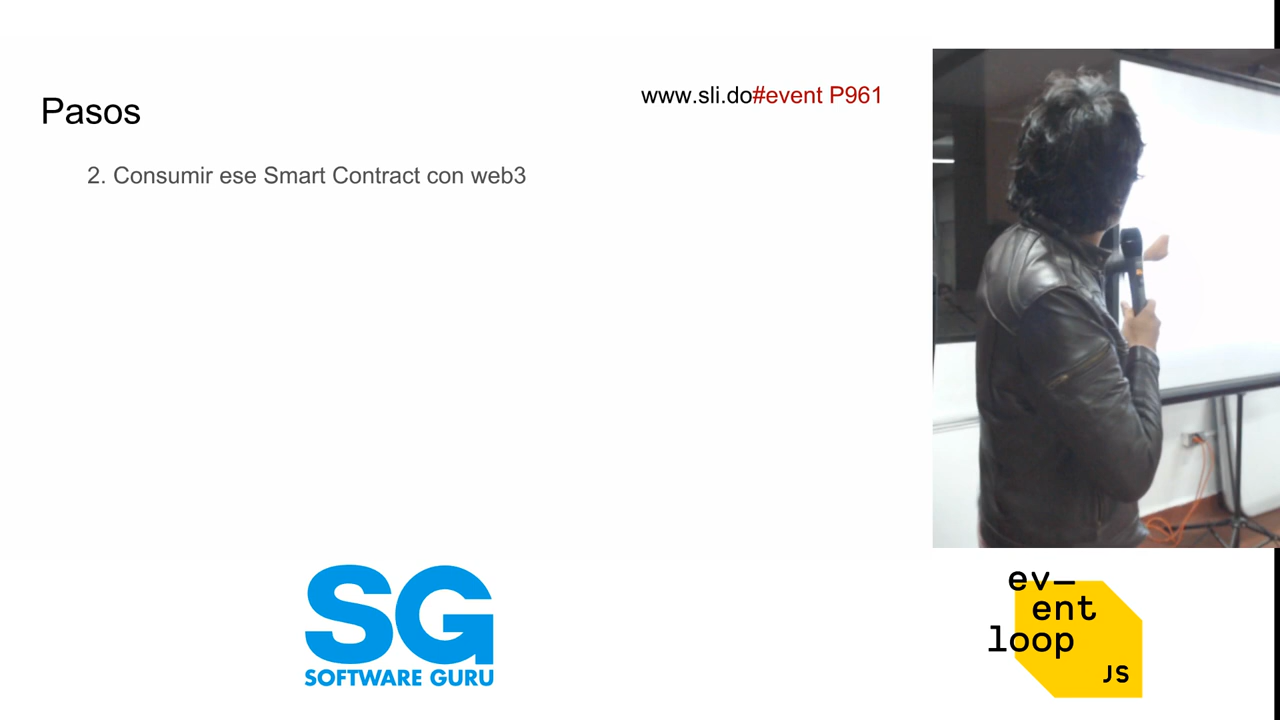 Pasos
www.sli.do#event P961
2. Consumir ese Smart Contract con web3
SG
SOFTWARE GURU
ev—
ent
loop
JS